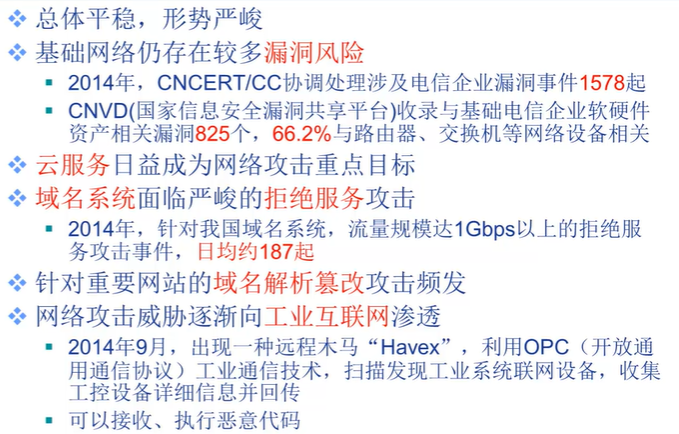 总体平稳，形势严峻
基础网络仍存在较多漏洞风险
2014年，CNCERT/CC协调处理涉及电信企业漏洞事件1578起
CNVD(国家信息安全漏洞共享平台)收录与基础电信企业软硬件
资产相关漏洞825个，66.2%与路由器、交换机等网络设备相关
云服务日益成为网络攻击重点目标
域名系统面临严峻的拒绝服务攻击
2014年，针对我国域名系统，流量规模达1Gbps以上的拒绝服
务攻击事件，日均约187起
针对重要网站的域名解析篡改攻击频发
网络攻击威胁逐渐向工业互联网渗透
2014年9月，出现一种远程木马“Havex”，利用OPC（开放通
用通信协议）工业通信技术，扫描发现工业系统联网设备，收集
工控设备详细信息并回传
可以接收、执行恶意代码